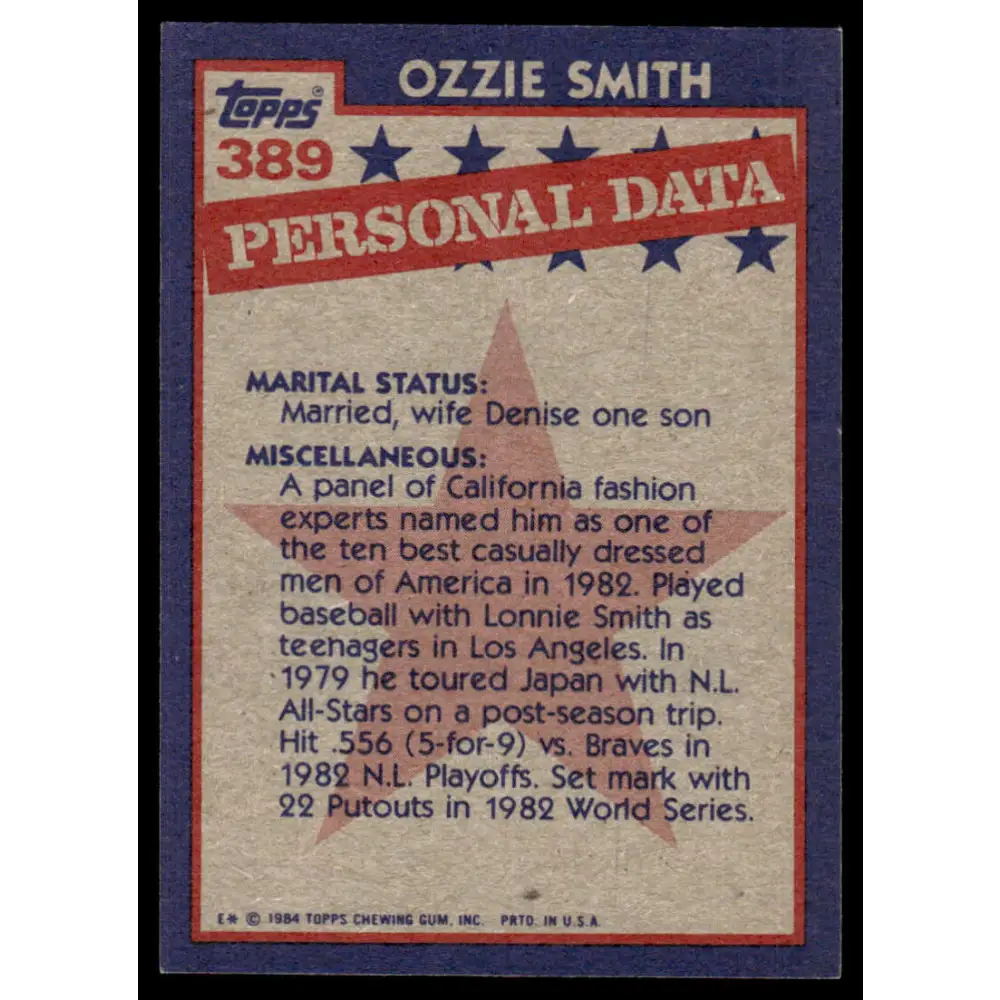 OZZIE SMITH
TOPPS®
389
PERSONAL DATA
MARITAL STATUS:
Married, wife Denise one son
MISCELLANEOUS:
A panel of California fashion
experts named him as one of
the ten best casually dressed
men of America in 1982. Played
baseball with Lonnie Smith as
teenagers in Los Angeles. In
1979 he toured Japan with N.L.
All-Stars on a post-season trip.
Hit .556 (5-for-9) vs. Braves in
1982 N.L. Playoffs. Set mark with
22 Putouts in 1982 World Series.
E* © 1984 TOPPS CHEWING GUM, INC. PRTD. IN U.S.A.